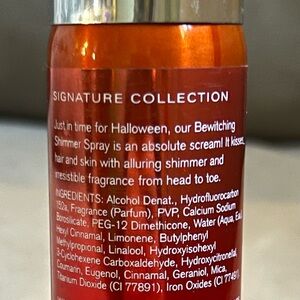 SIGNATURE COLLECTION
Just in time for Halloween, our Bewitching
Shimmer Spray is an absolute scream! It kisses
hair and skin with alluring shimmer and
irresistible fragrance from head to toe.
INGREDIENTS: Alcohol Denat., Hydrofluorocarbon
152a, Fragrance (Parfum), PVP, Calcium Sodium
Borosilicate, PEG-12 Dimethicone, Water (Aqua, Eau),
Hexyl Cinnamal, Limonene, Butylphenyl
Methylpropional, Linalool, Hydroxyisohexyl
3-Cyclohexene Carboxaldehyde, Hydroxycitronellal,
Coumarin, Eugenol, Cinnamal, Geraniol, Mica,
Titanium Dioxide (CI 77891), Iron Oxides (CI 77491),